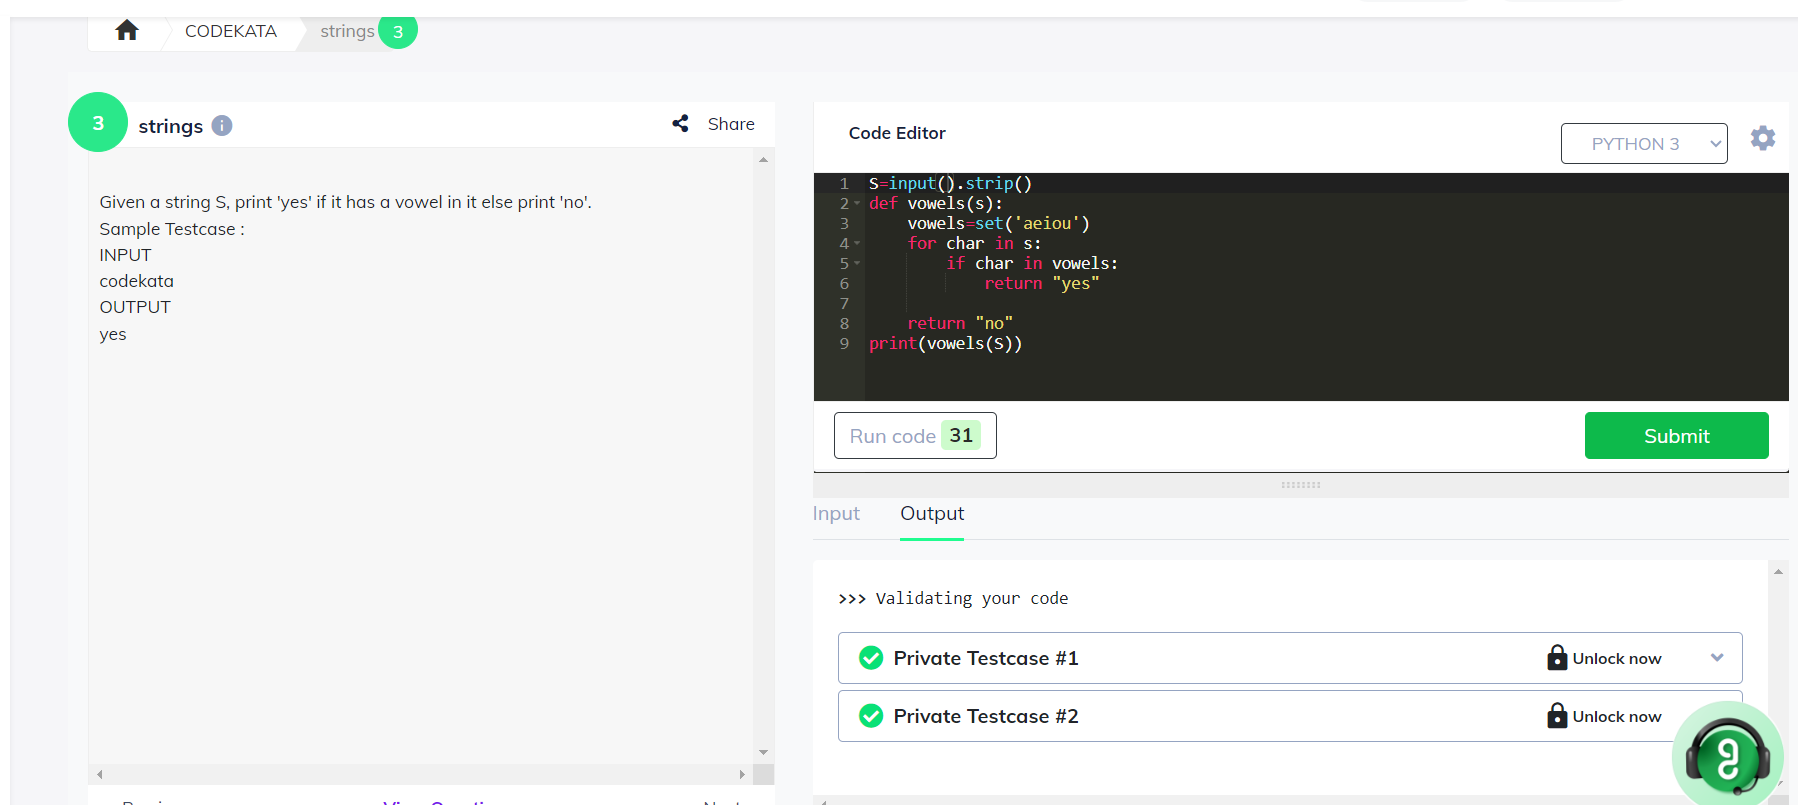 CODEKATA
strings 3
3 strings
Share
Given a string S, print 'yes' if it has a vowel in it else print 'no'.
Sample Testcase :
INPUT
codekata
OUTPUT
yes
Code Editor
PYTHON 3
1 S=input().strip()
2 def vowels(s):
3     vowels=set('aeiou')
4     for char in s:
5         if char in vowels:
6             return "yes"
7
8     return "no"
9 print(vowels(S))
Run code 31
Submit
Input
Output
>>> Validating your code
Private Testcase #1
Unlock now
Private Testcase #2
Unlock now